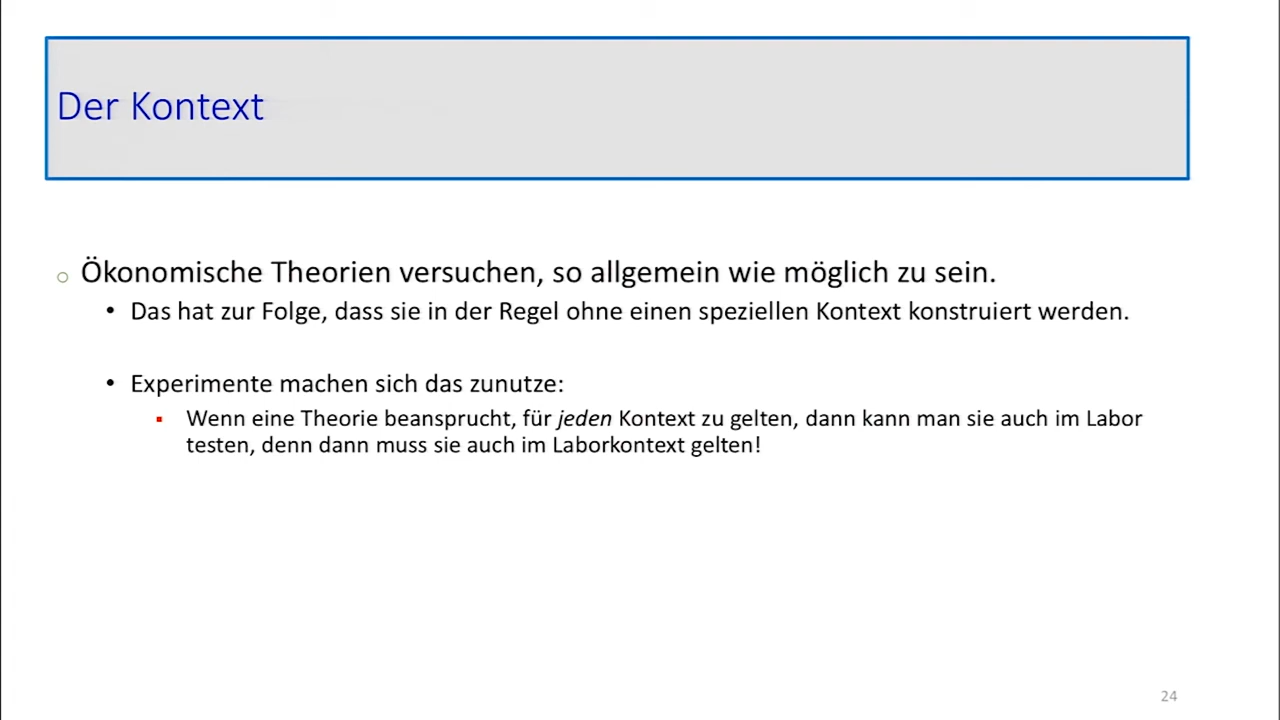 Der Kontext
Ökonomische Theorien versuchen, so allgemein wie möglich zu sein.
• Das hat zur Folge, dass sie in der Regel ohne einen speziellen Kontext konstruiert werden.
• Experimente machen sich das zunutze:
Wenn eine Theorie beansprucht, für jeden Kontext zu gelten, dann kann man sie auch im Labor
testen, denn dann muss sie auch im Laborkontext gelten!
24